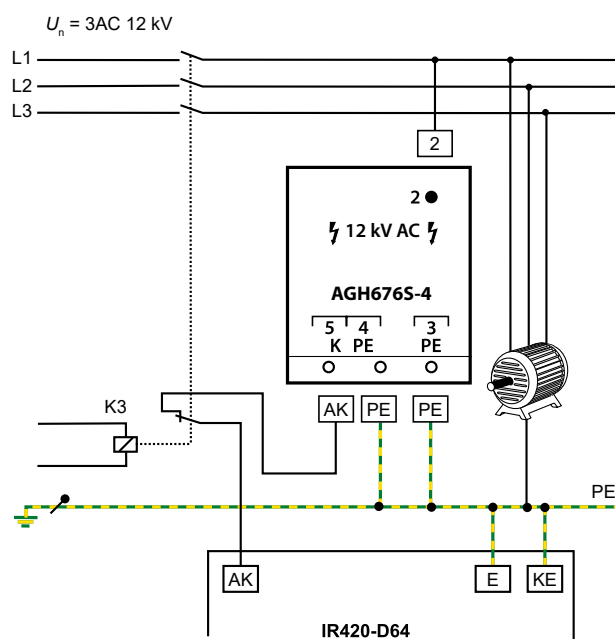 Un = 3AC 12 kV
L1
L2
L3
2
2
12 kV AC
AGH676S-4
5 4 3
K PE PE
K3
AK PE PE
PE
AK E KE
IR420-D64